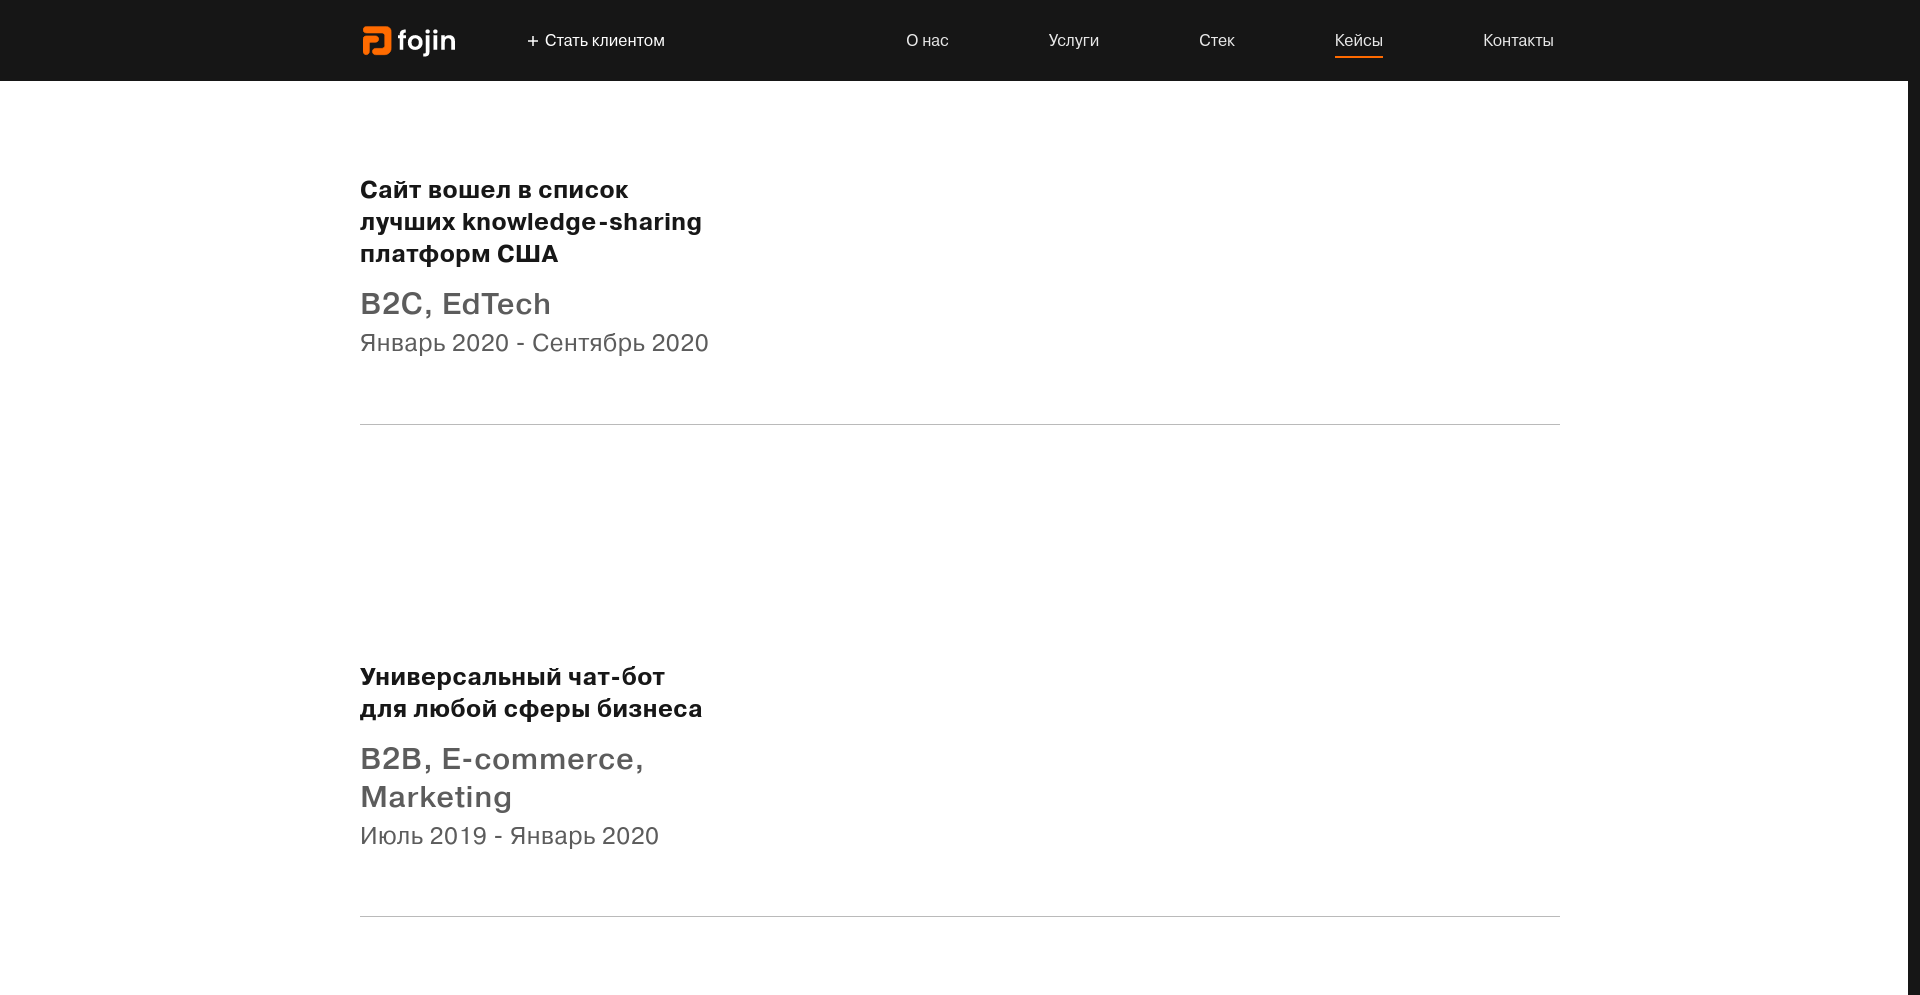 fojin
+ Стать клиентом
О нас
Услуги
Стек
Кейсы
Контакты
Сайт вошел в список
лучших knowledge-sharing
платформ США
B2C, EdTech
Январь 2020 - Сентябрь 2020
Универсальный чат-бот
для любой сферы бизнеса
B2B, E-commerce,
Marketing
Июль 2019 - Январь 2020